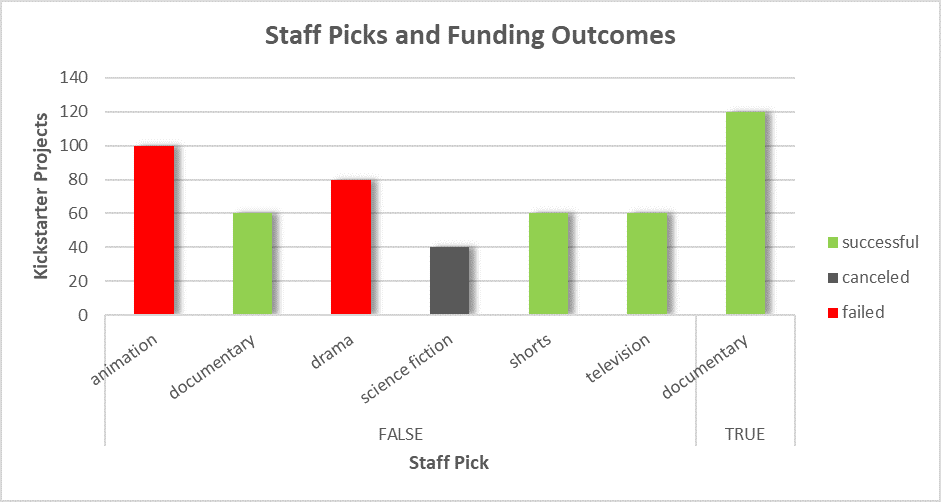 Staff Picks and Funding Outcomes
Kickstarter Projects
140
120
100
80
60
40
20
0
animation
documentary
drama
science fiction
shorts
television
documentary
FALSE
TRUE
Staff Pick
successful
canceled
failed